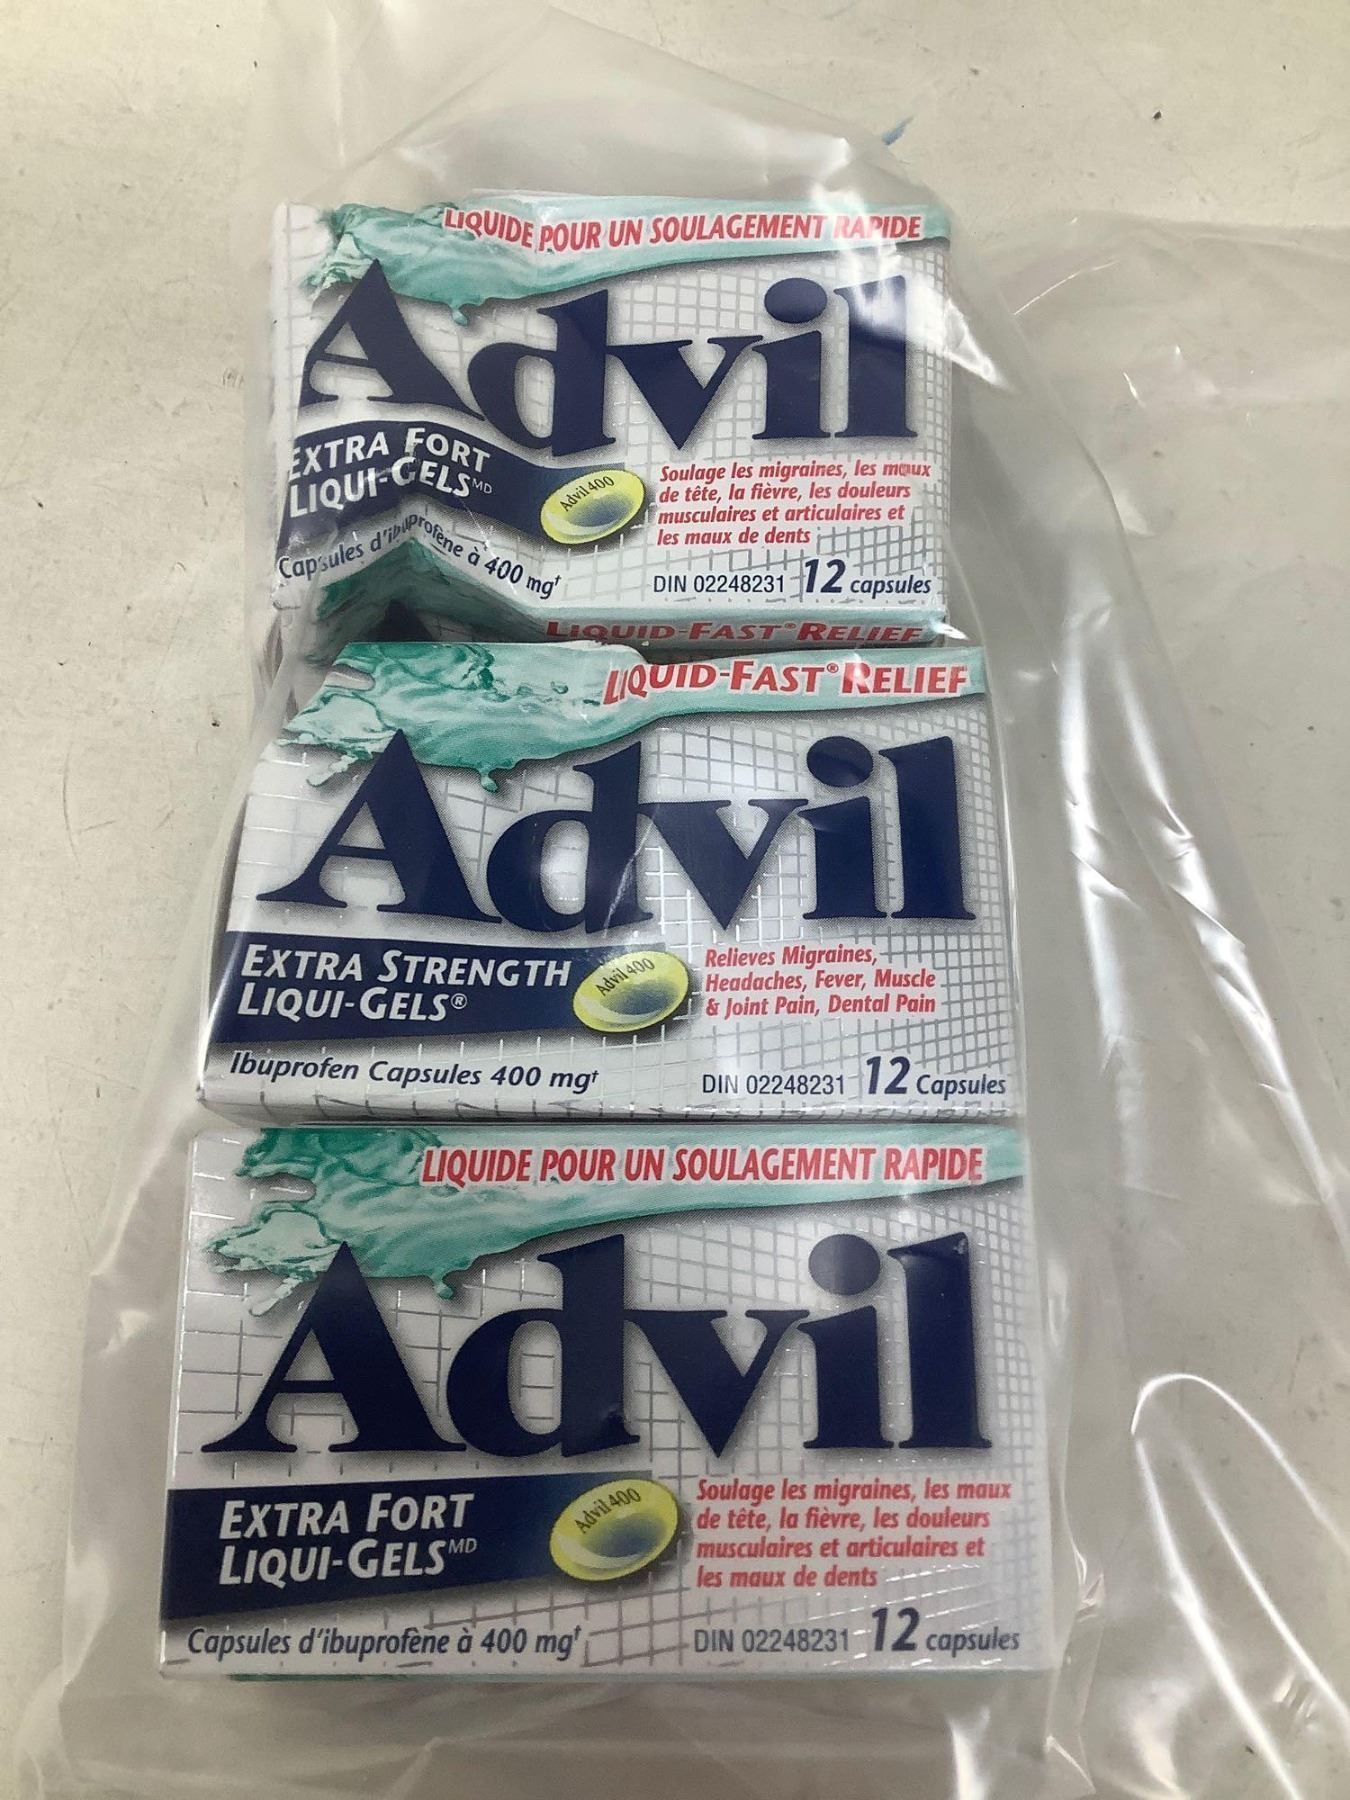 LIQUIDE POUR UN SOULAGEMENT RAPIDE
Advil
EXTRA FORT
LIQUI-GELS MD
Advil 400
Soulage les migraines, les maux
de tête, la fièvre, les douleurs
musculaires et articulaires et
les maux de dents
Capsules d'ibuprofène à 400 mg†
DIN 02248231 12 capsules
LIQUID-FAST® RELIEF
LIQUID-FAST® RELIEF
Advil
EXTRA STRENGTH
LIQUI-GELS®
Advil 400
Relieves Migraines,
Headaches, Fever, Muscle
& Joint Pain, Dental Pain
Ibuprofen Capsules 400 mg†
DIN 02248231 12 Capsules
LIQUIDE POUR UN SOULAGEMENT RAPIDE
Advil
EXTRA FORT
LIQUI-GELS MD
Advil 400
Soulage les migraines, les maux
de tête, la fièvre, les douleurs
musculaires et articulaires et
les maux de dents
Capsules d'ibuprofène à 400 mg†
DIN 02248231 12 capsules